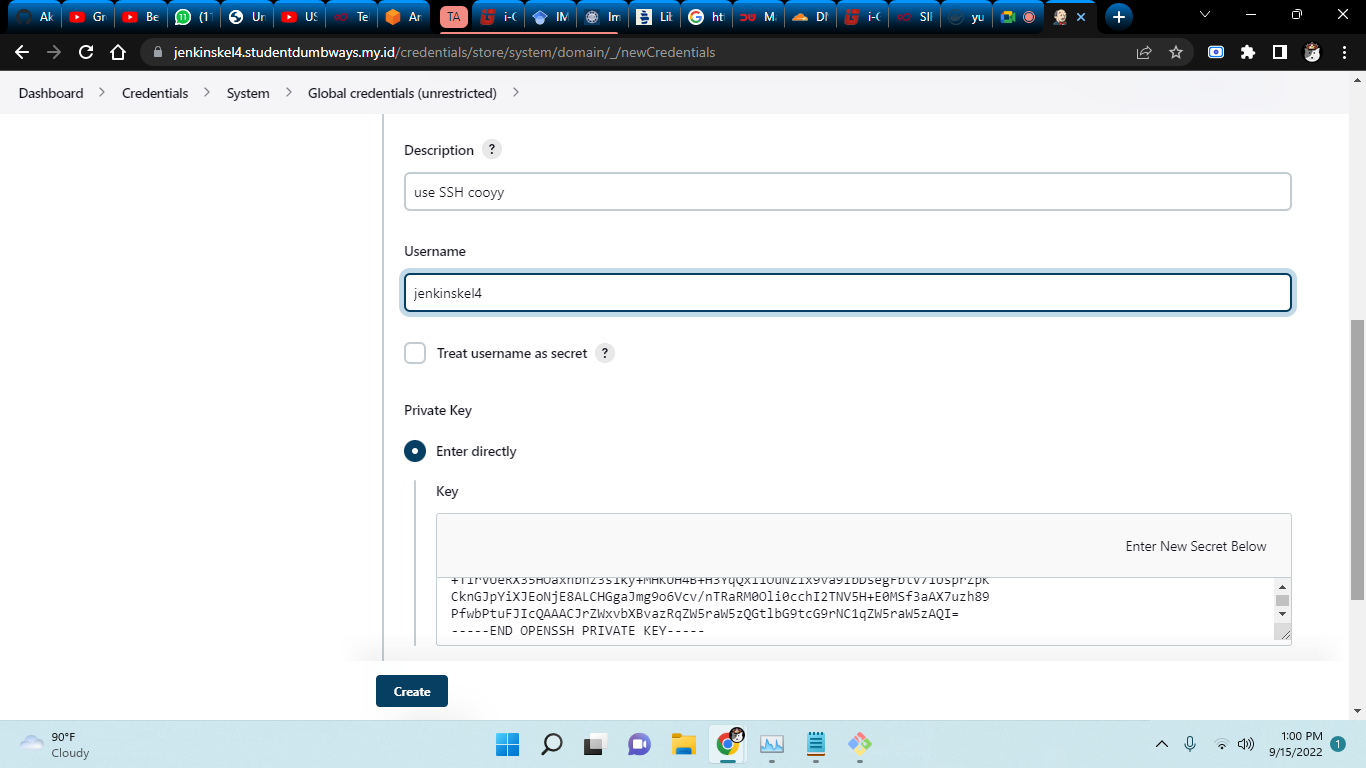 Ak
Gr
Be
(1
Ur
US
Te
Ar
TA
i-C
IM
Im
Lil
htt
M
DN
i-C
SII
yu
jenkinskel4.studentdumbways.my.id/credentials/store/system/domain/_/newCredentials
Dashboard > Credentials > System > Global credentials (unrestricted) >
Description ?
use SSH cooyy
Username
jenkinskel4
Treat username as secret ?
Private Key
Enter directly
Key
Enter New Secret Below
CknGJpYiXJEoNjE8ALCHGgaJmg9o6Vcv/nTRaRM0Oli0cchI2TNV5H+E0MSf3aAX7uzh89
PfwbPtuFJIcQAAACJrZWxvbXBvazRqZW5raW5zQGtlbG9tcG9rNC1qZW5raW5zAQI=
-----END OPENSSH PRIVATE KEY-----
Create
90°F
Cloudy
1:00 PM
9/15/2022
1